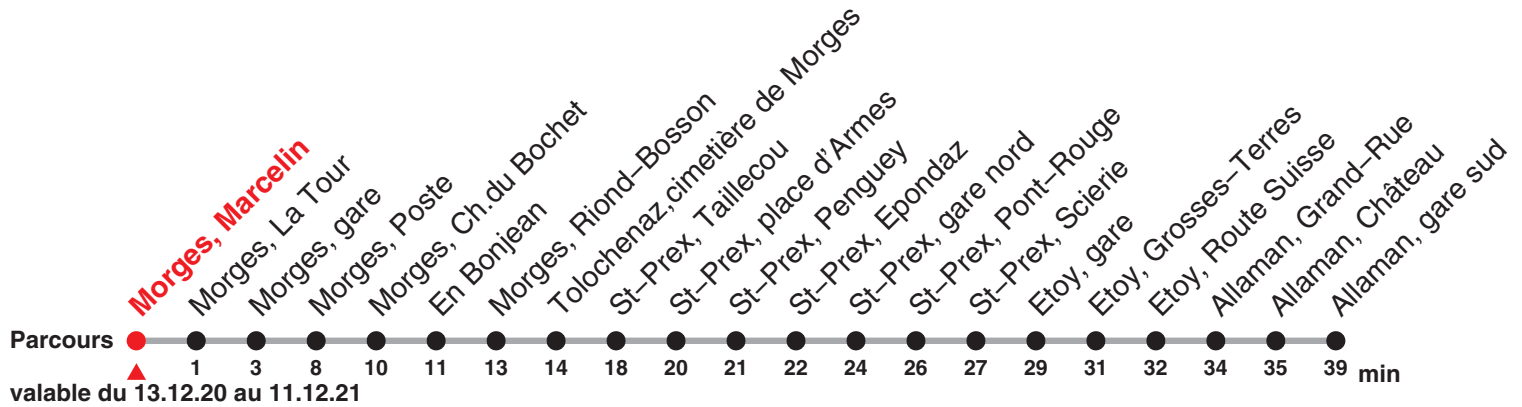 Morges, Marcelin
Morges, La Tour
Morges, gare
Morges, Poste
Morges, Ch.du Bochet
En Bonjean
Morges, Riond–Bosson
Tolochenaz,cimetière de Morges
St–Prex, Taillecou
St–Prex, place d'Armes
St–Prex, Penguey
St–Prex, Epondaz
St–Prex, gare nord
St–Prex, Pont–Rouge
St–Prex, Scierie
Etoy, gare
Etoy, Grosses–Terres
Etoy, Route Suisse
Allaman, Grand–Rue
Allaman, Château
Allaman, gare sud
Parcours
1 3 8 10 11 13 14 18 20 21 22 24 26 27 29 31 32 34 35 39 min
valable du 13.12.20 au 11.12.21